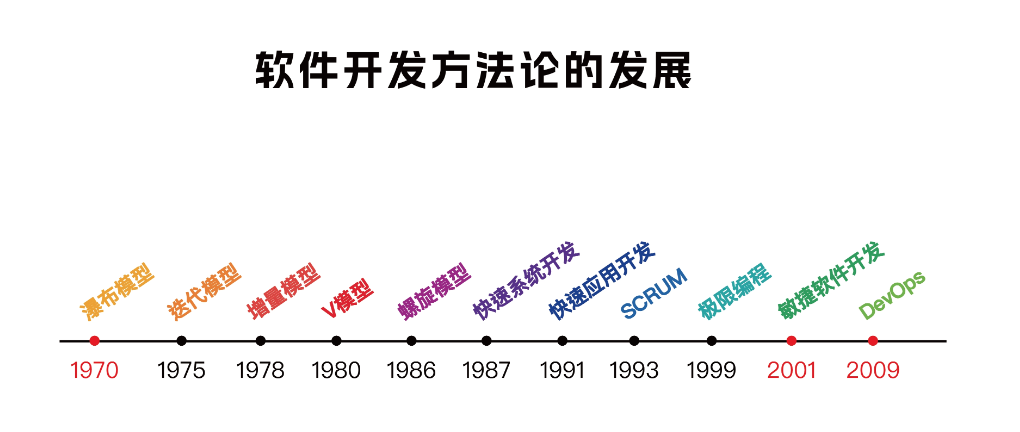 软件开发方法论的发展
瀑布模型
迭代模型
增量模型
V模型
螺旋模型
快速系统开发
快速应用开发
SCRUM
极限编程
敏捷软件开发
DevOps
1970 1975 1978 1980 1986 1987 1991 1993 1999 2001 2009